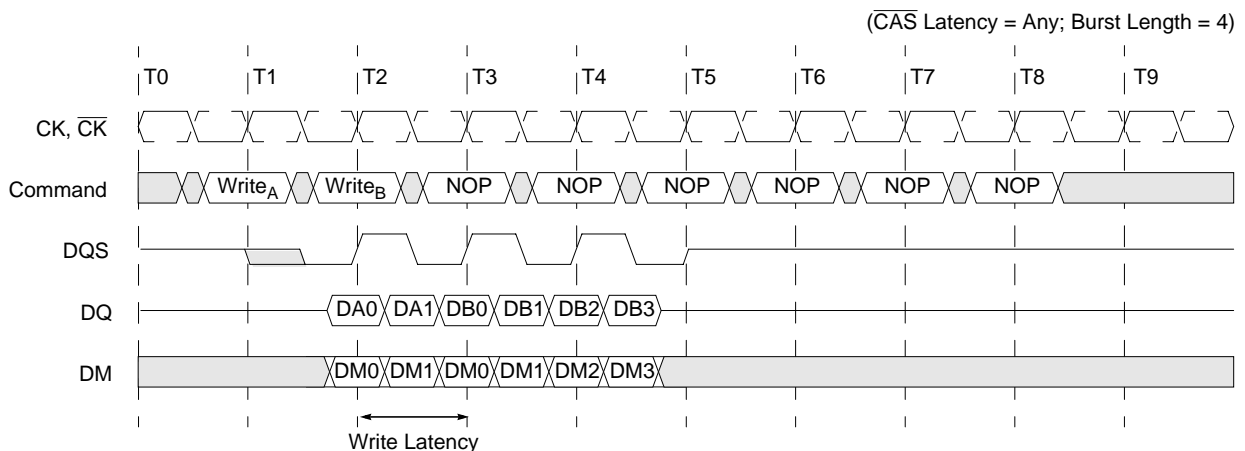 (CAS Latency = Any; Burst Length = 4)
T0 T1 T2 T3 T4 T5 T6 T7 T8 T9
CK, CK
Command WriteA WriteB NOP NOP NOP NOP NOP NOP
DQS
DQ DA0 DA1 DB0 DB1 DB2 DB3
DM DM0 DM1 DM0 DM1 DM2 DM3
Write Latency